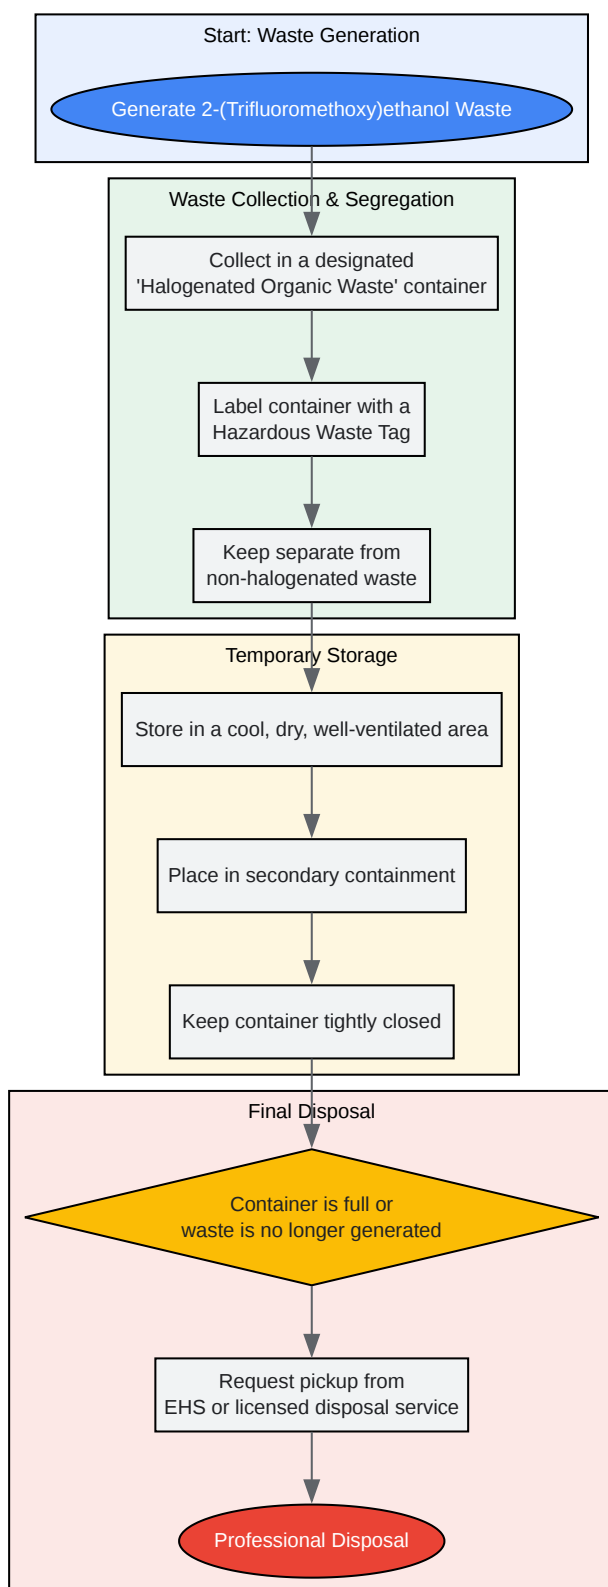 Start: Waste Generation
Generate 2-(Trifluoromethoxy)ethanol Waste
Waste Collection & Segregation
Collect in a designated
'Halogenated Organic Waste' container
Label container with a
Hazardous Waste Tag
Keep separate from
non-halogenated waste
Temporary Storage
Store in a cool, dry, well-ventilated area
Place in secondary containment
Keep container tightly closed
Final Disposal
Container is full or
waste is no longer generated
Request pickup from
EHS or licensed disposal service
Professional Disposal